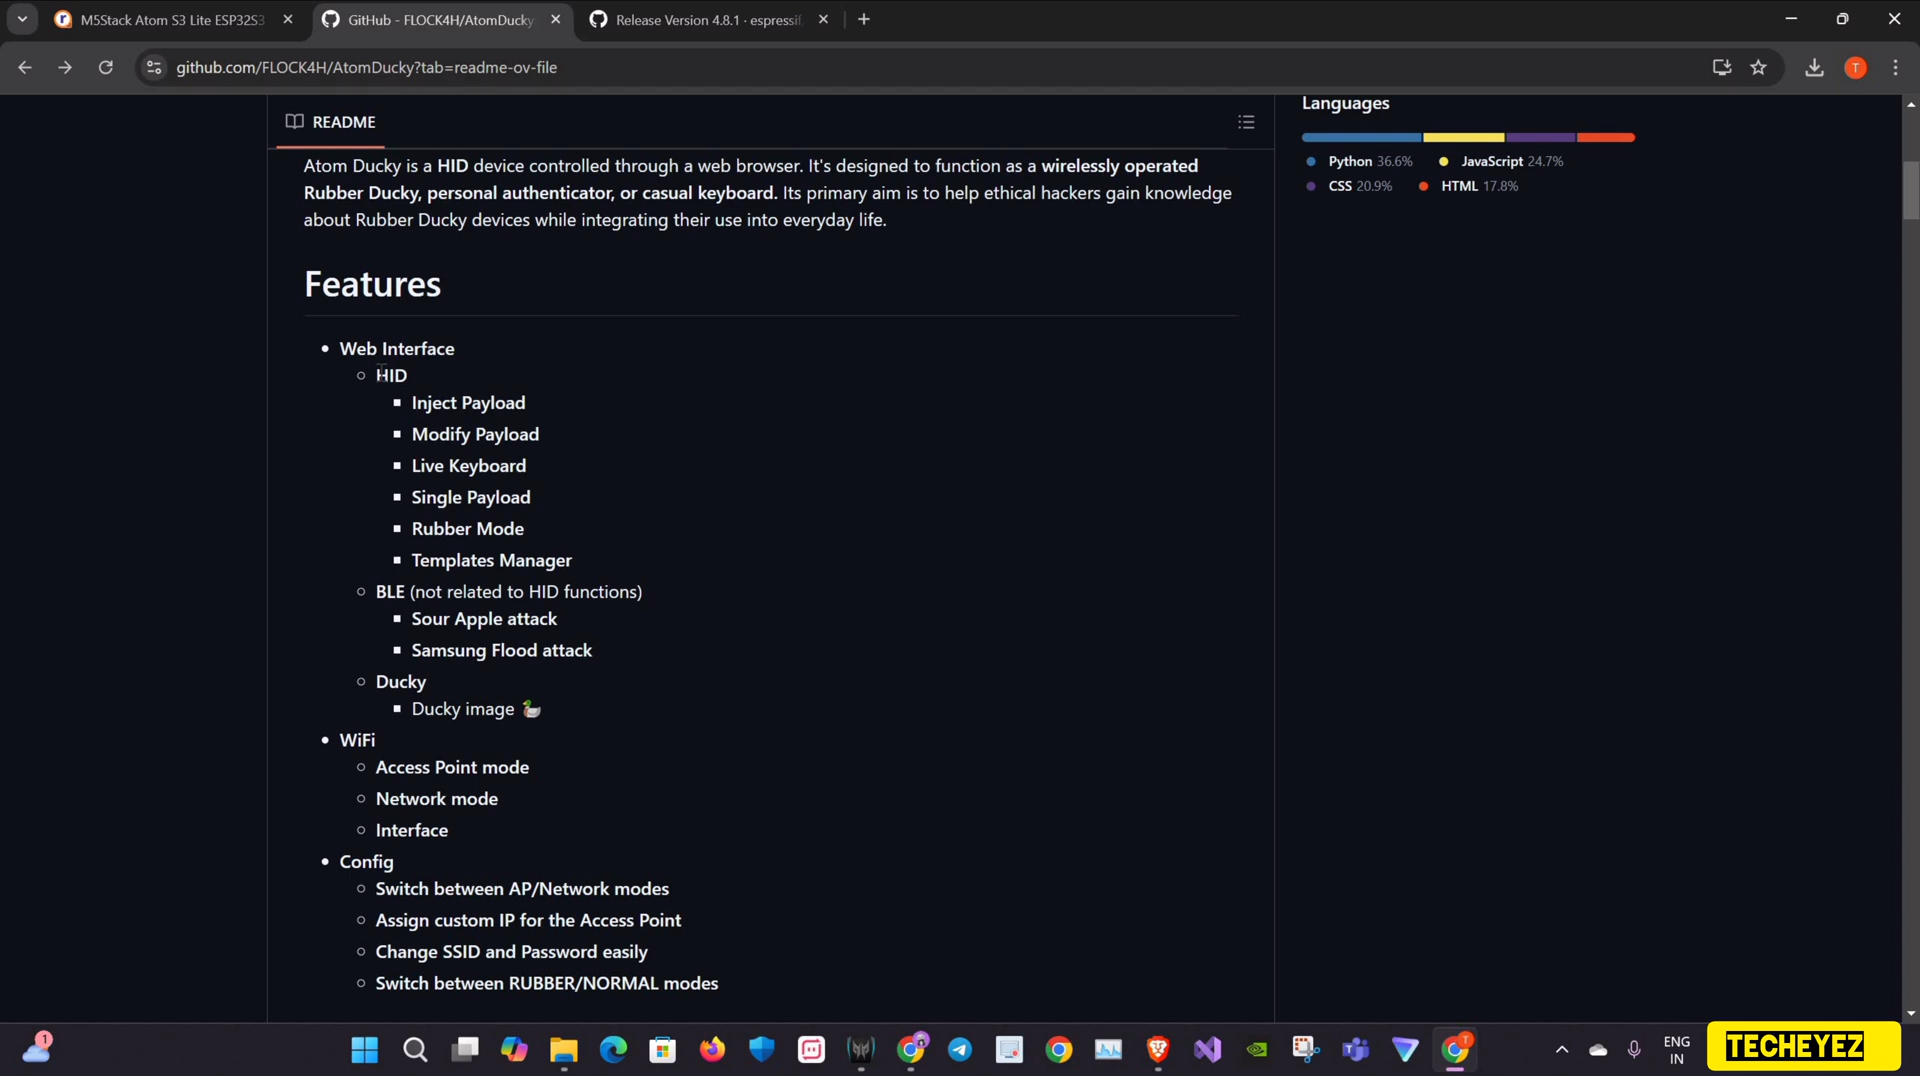 M5Stack Atom S3 Lite ESP32S3
GitHub - FLOCK4H/AtomDucky
Release Version 4.8.1 · espressif
github.com/FLOCK4H/AtomDucky?tab=readme-ov-file
T
README
Atom Ducky is a HID device controlled through a web browser. It's designed to function as a wirelessly operated
Rubber Ducky, personal authenticator, or casual keyboard. Its primary aim is to help ethical hackers gain knowledge
about Rubber Ducky devices while integrating their use into everyday life.
Features
Web Interface
HID
Inject Payload
Modify Payload
Live Keyboard
Single Payload
Rubber Mode
Templates Manager
BLE (not related to HID functions)
Sour Apple attack
Samsung Flood attack
Ducky
Ducky image 🦆
WiFi
Access Point mode
Network mode
Interface
Config
Switch between AP/Network modes
Assign custom IP for the Access Point
Change SSID and Password easily
Switch between RUBBER/NORMAL modes
Languages
Python 36.6%
JavaScript 24.7%
CSS 20.9%
HTML 17.8%
1
T
ENG
IN
TECHEYEZ